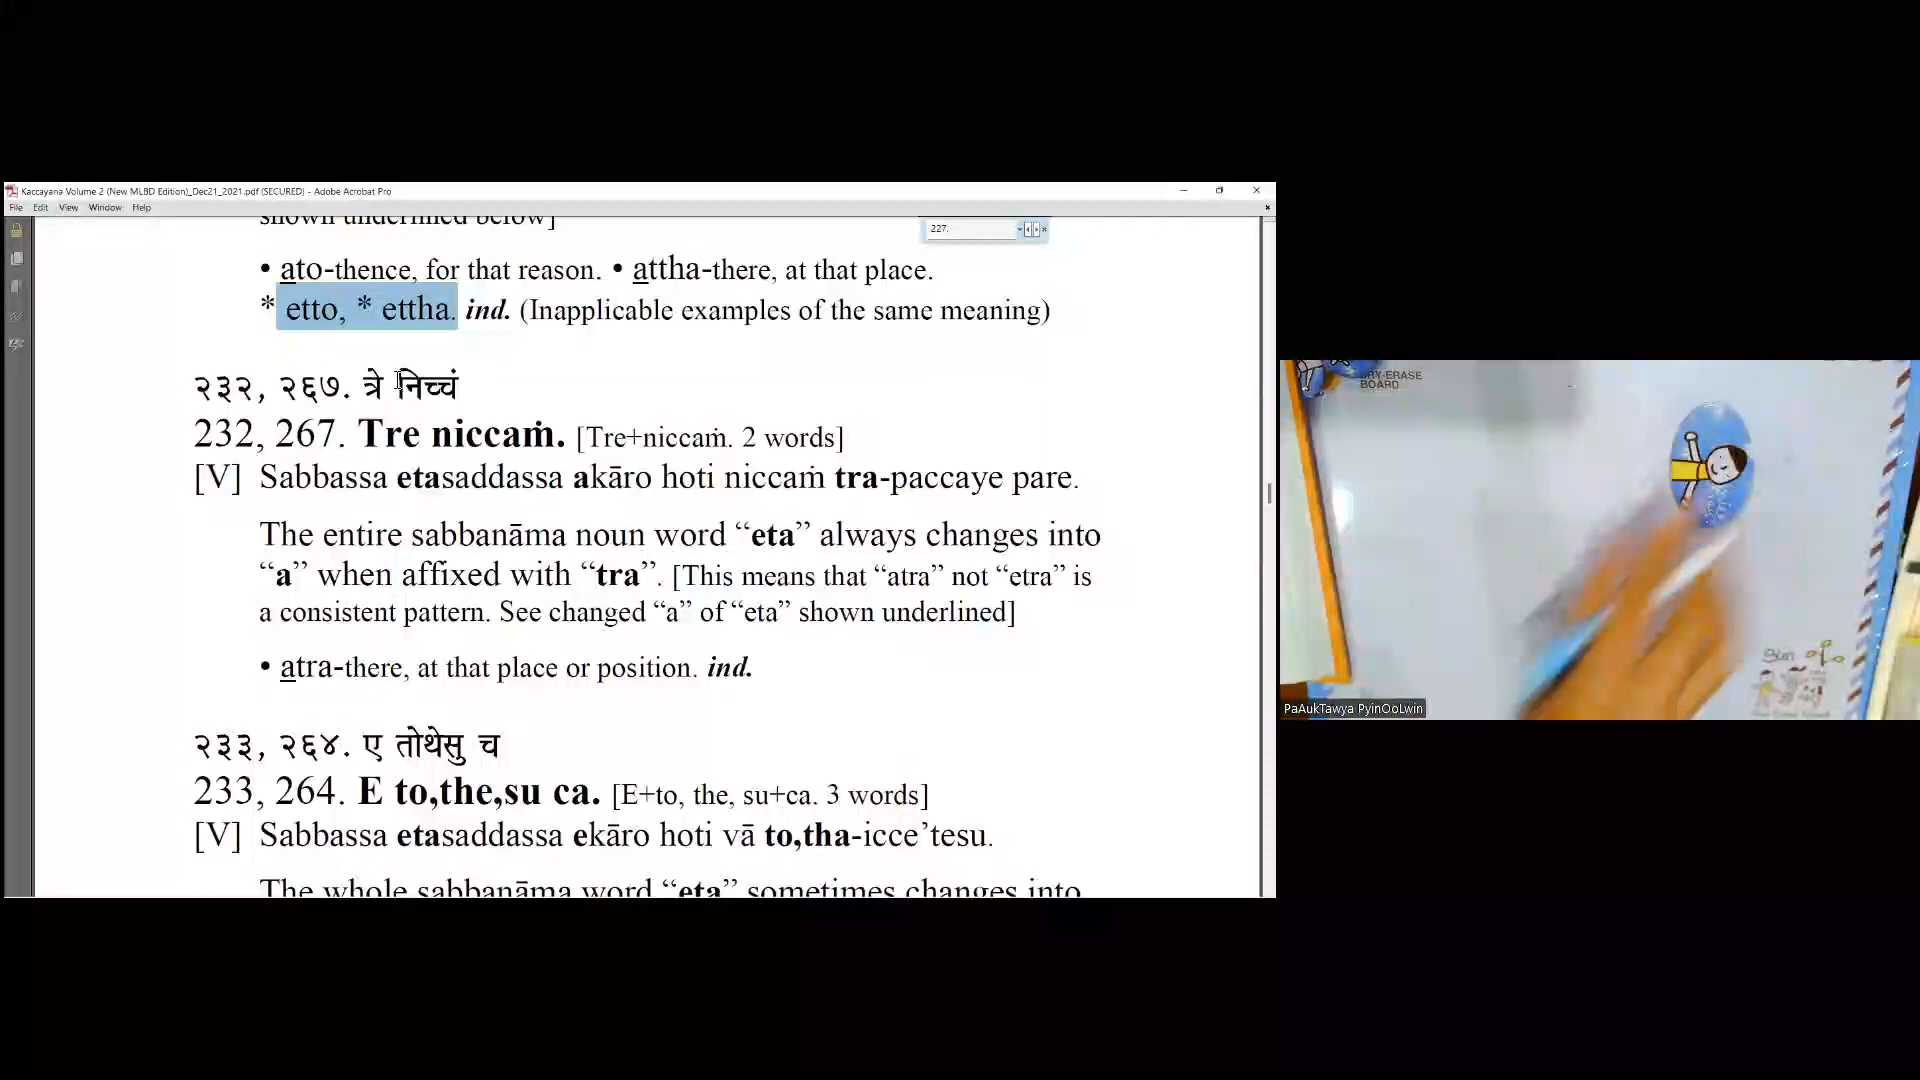 Kaccayana Volume 2 (New MLBD Edition)_Dec21_2021.pdf (SECURED) - Adobe Acrobat Pro
File Edit View Window Help
shown underlined below]
227.
• ato-thence, for that reason. • attha-there, at that place.
* etto, * ettha. ind. (Inapplicable examples of the same meaning)
२३२, २६७. त्रे निच्चं
232, 267. Tre niccaṁ. [Tre+niccaṁ. 2 words]
[V] Sabbassa etasaddassa akāro hoti niccaṁ tra-paccaye pare.
The entire sabbanāma noun word “eta” always changes into
“a” when affixed with “tra”. [This means that “atra” not “etra” is
a consistent pattern. See changed “a” of “eta” shown underlined]
• atra-there, at that place or position. ind.
२३३, २६४. ए तोथेसु च
233, 264. E to,the,su ca. [E+to, the, su+ca. 3 words]
[V] Sabbassa etasaddassa ekāro hoti vā to,tha-icce’tesu.
The whole sabbanāma word “eta” sometimes changes into
DRY-ERASE
BOARD
PaAukTawya PyinOoLwin